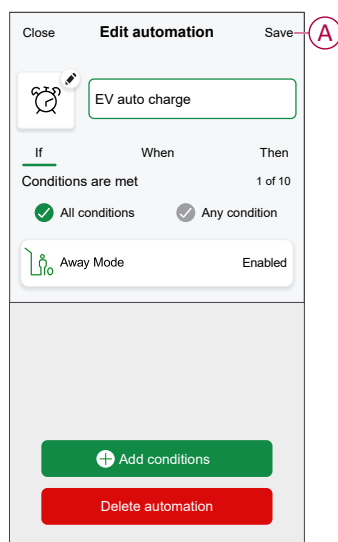 Close Edit automation Save A
EV auto charge
If When Then
Conditions are met 1 of 10
All conditions Any condition
Away Mode Enabled
Add conditions
Delete automation